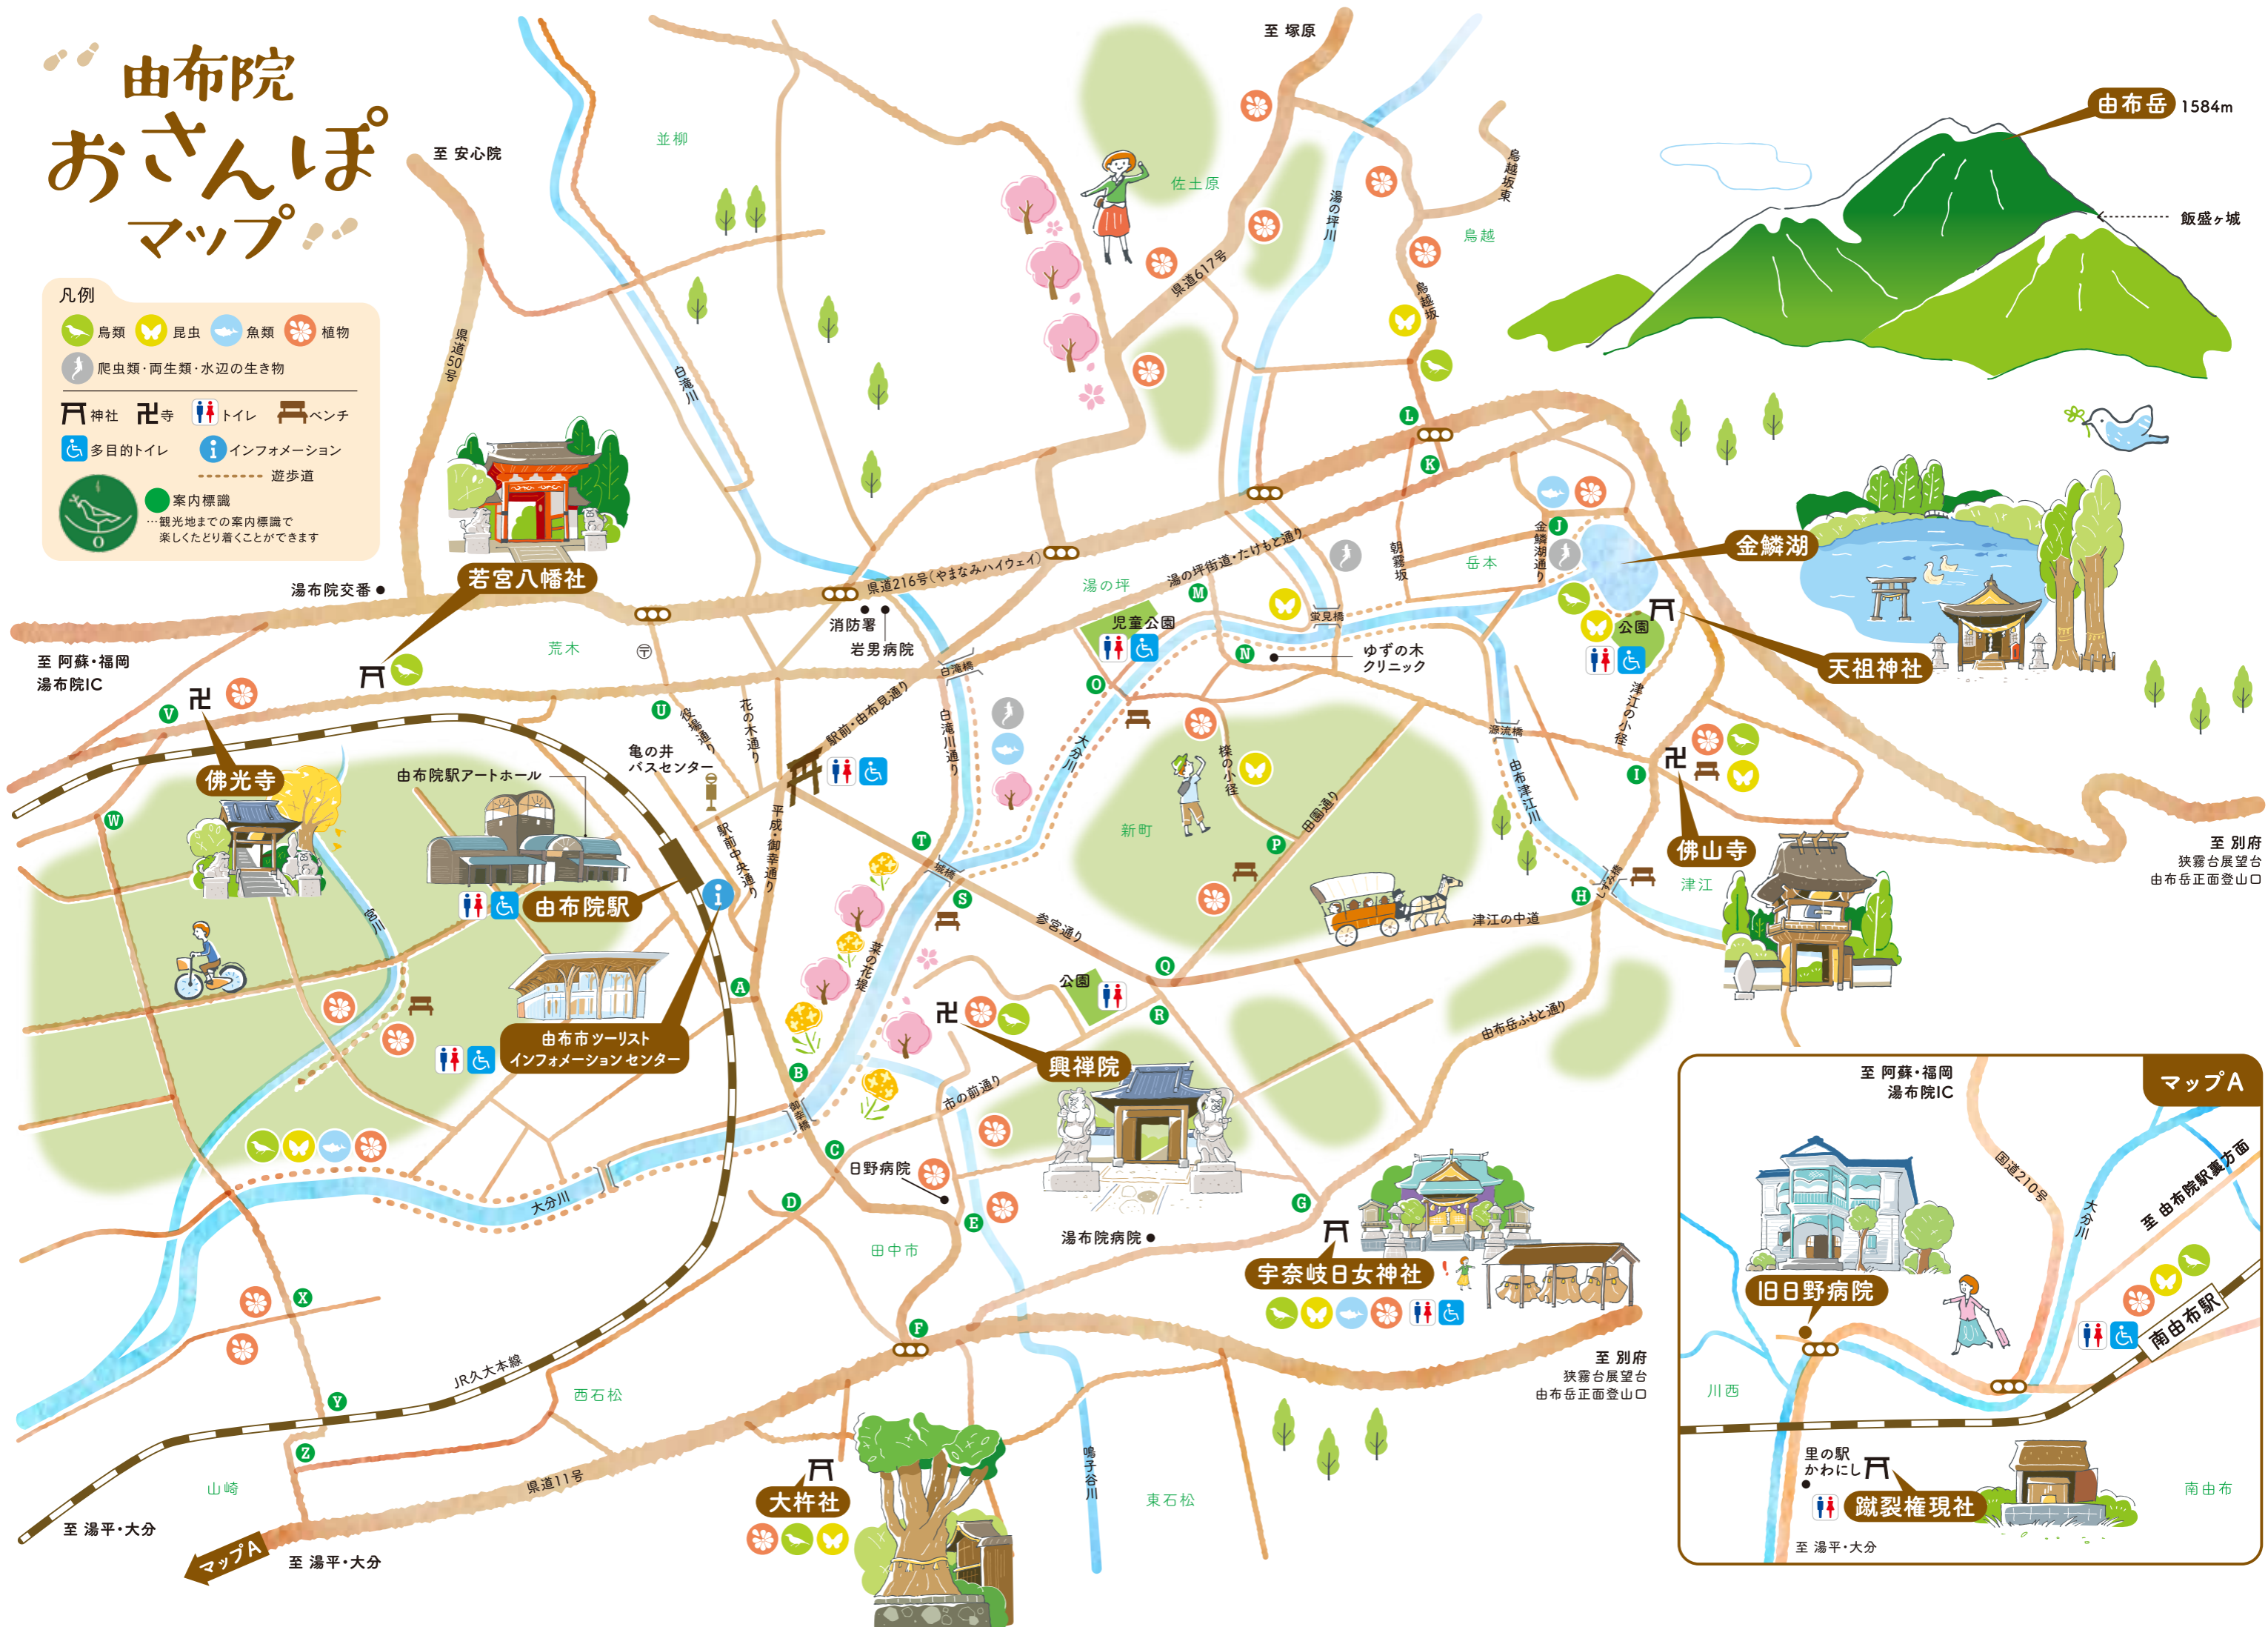 由布院
おさんぽ
マップ
凡例
鳥類
昆虫
魚類
植物
爬虫類・両生類・水辺の生き物
神社
寺
トイレ
ベンチ
多目的トイレ
インフォメーション
遊歩道
案内標識
…観光地までの案内標識で
楽しくたどり着くことができます
至 安心院
県道50号
並柳
白滝川
至 塚原
佐土原
県道617号
湯の坪川
鳥越坂東
鳥越
鳥越坂
由布岳
1584m
飯盛ヶ城
若宮八幡社
湯布院交番
至 阿蘇・福岡
湯布院IC
荒木
〒
消防署
岩男病院
県道216号(やまなみハイウェイ)
湯の坪
湯の坪街道・たけもと通り
児童公園
L
K
J
M
N
O
朝霧坂
岳本
金鱗湖通り
金鱗湖
公園
天祖神社
蛍見橋
ゆずの木
クリニック
白滝橋
V
佛光寺
W
U
役場通り
花の木通り
駅前・由布見通り
亀の井
バスセンター
由布院駅アートホール
由布院駅
駅前中央通り
平成・御幸通り
白滝川通り
大分川
櫟の小径
新町
田園通り
P
源流橋
由布津江川
津江の小径
I
佛山寺
津江
至 別府
狭霧台展望台
由布岳正面登山口
T
城橋
S
参宮通り
Q
R
公園
津江の中道
H
しずみ橋
由布岳ふもと通り
宮川
由布市ツーリスト
インフォメーションセンター
A
B
菜の花堤
御幸橋
興禅院
市の前通り
C
日野病院
D
E
田中市
F
G
湯布院病院
宇奈岐日女神社
至 別府
狭霧台展望台
由布岳正面登山口
大分川
X
Y
Z
JR久大本線
西石松
山崎
県道11号
至 湯平・大分
マップA
至 湯平・大分
大杵社
鳴子谷川
東石松
マップA
至 阿蘇・福岡
湯布院IC
国道210号
大分川
至 由布院駅裏方面
旧日野病院
南由布駅
川西
里の駅
かわにし
蹴裂権現社
南由布
至 湯平・大分